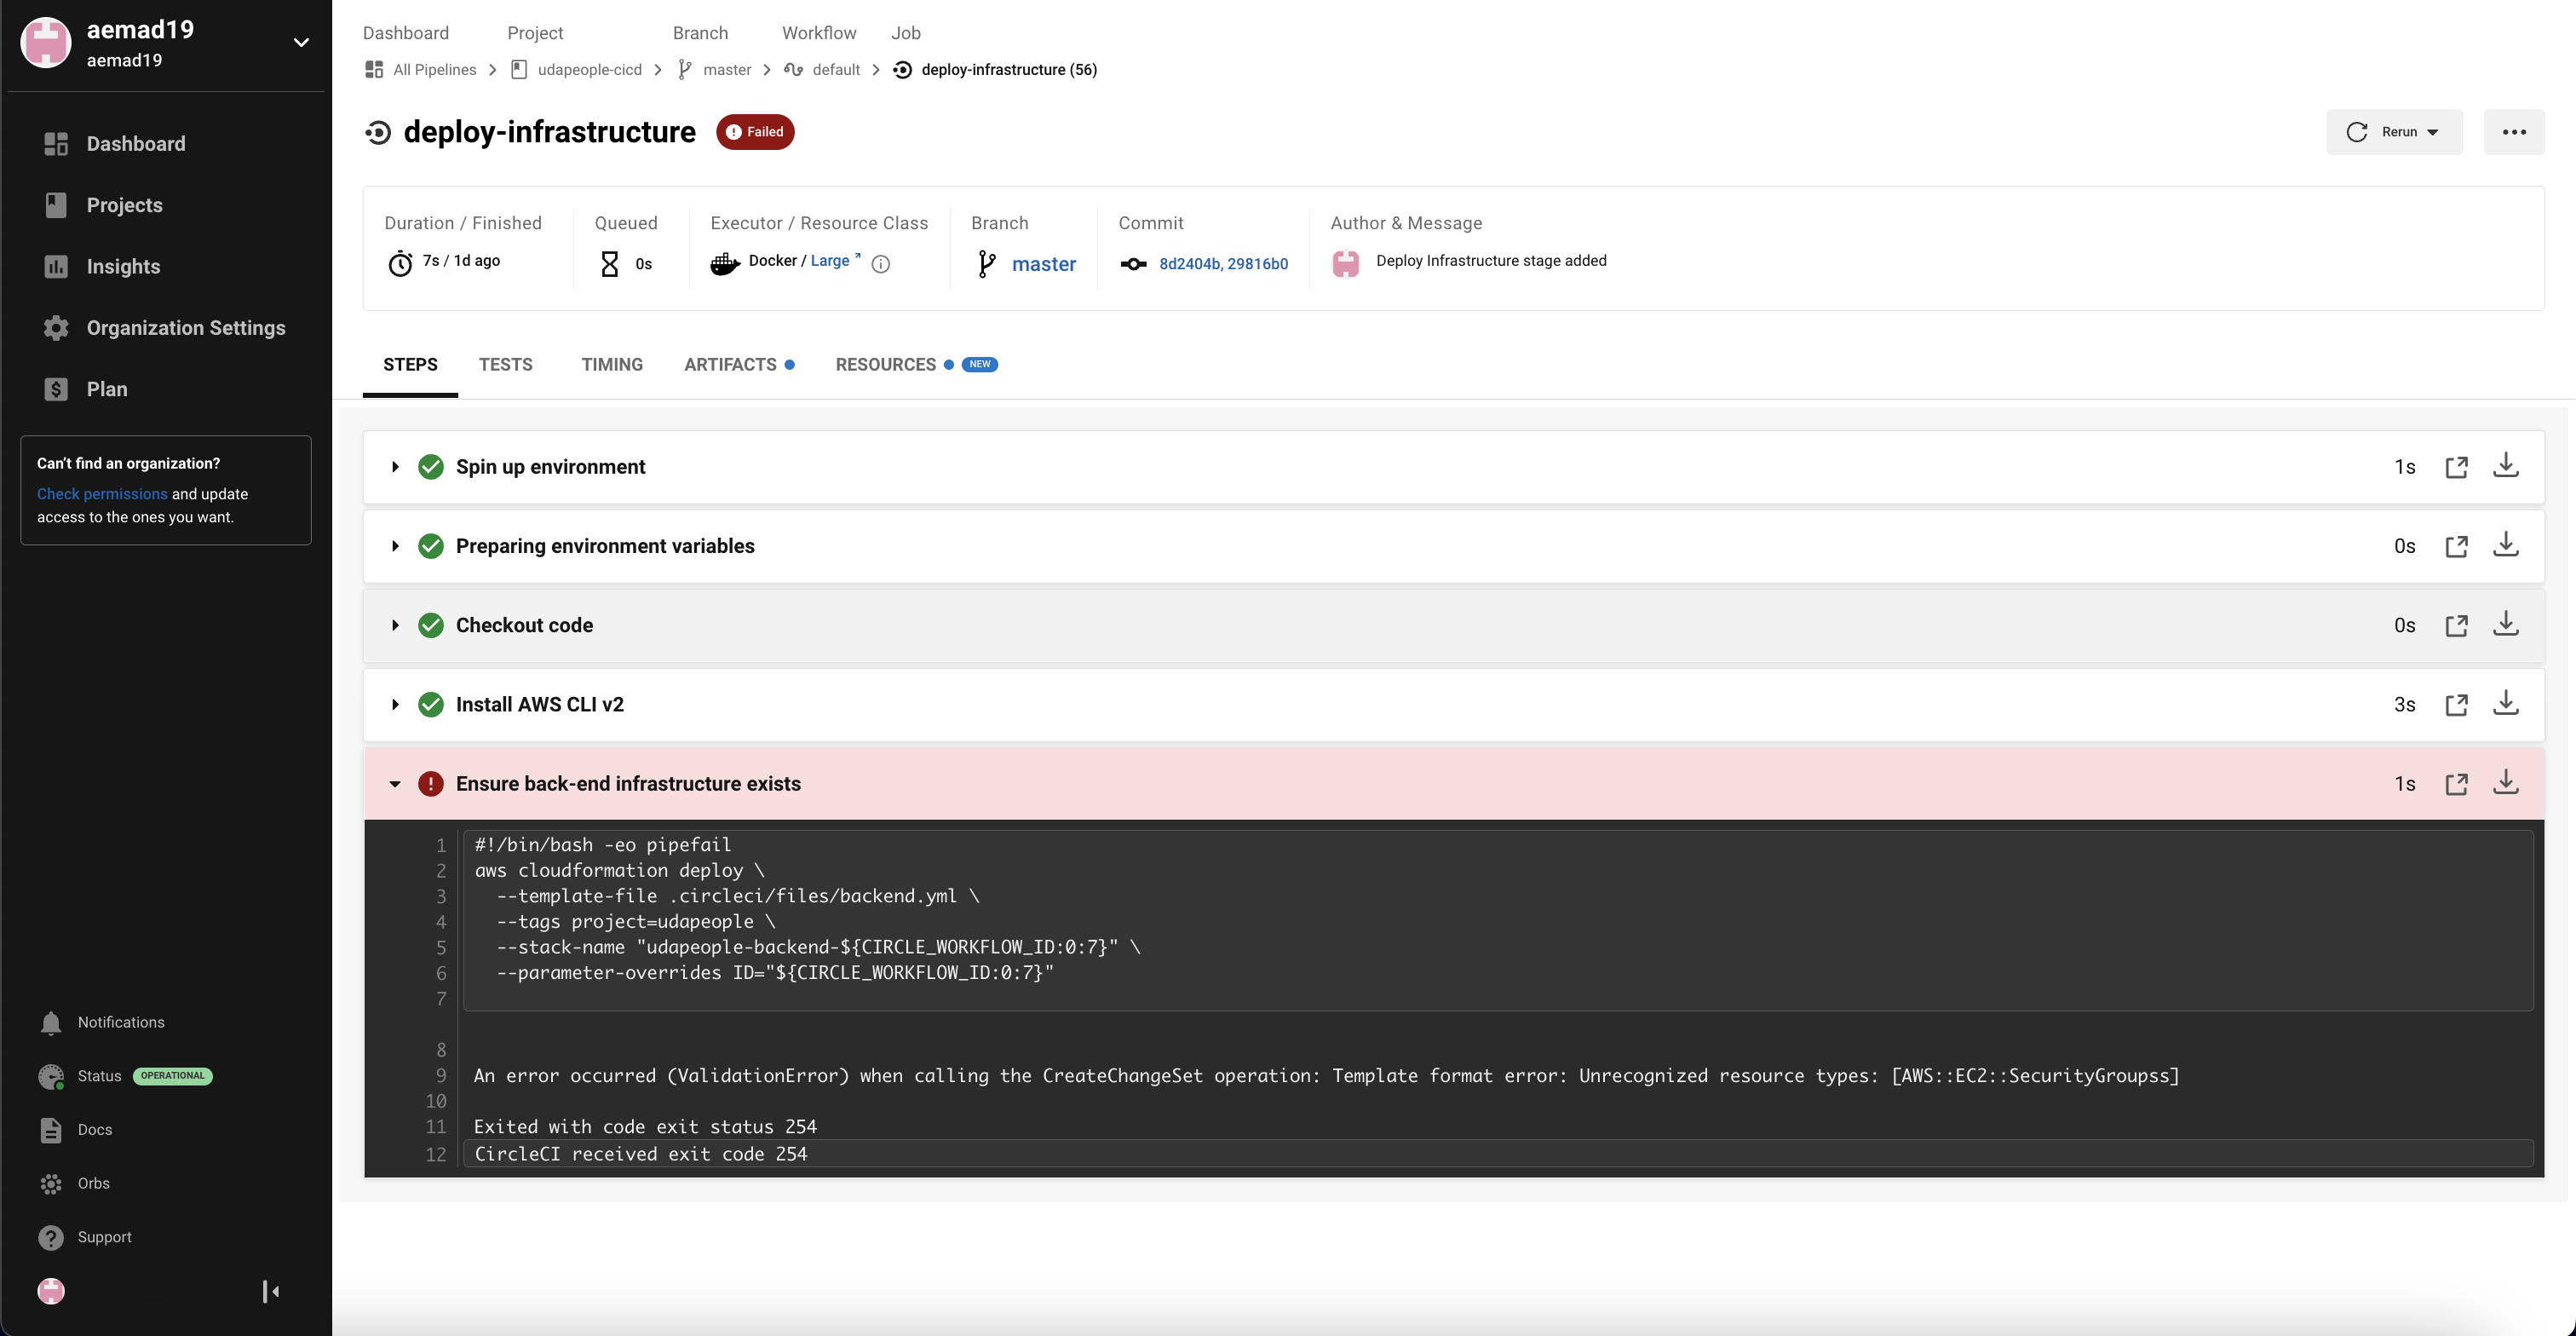 aemad19
aemad19
Dashboard
Projects
Insights
Organization Settings
Plan
Can't find an organization?
Check permissions and update
access to the ones you want.
Notifications
Status OPERATIONAL
Docs
Orbs
Support
Dashboard Project Branch Workflow Job
All Pipelines udapeople-cicd master default deploy-infrastructure (56)
deploy-infrastructure Failed
Rerun
Duration / Finished Queued Executor / Resource Class Branch Commit Author & Message
7s / 1d ago 0s Docker / Large master 8d2404b, 29816b0 Deploy Infrastructure stage added
STEPS TESTS TIMING ARTIFACTS RESOURCES NEW
Spin up environment 1s
Preparing environment variables 0s
Checkout code 0s
Install AWS CLI v2 3s
Ensure back-end infrastructure exists 1s
1 #!/bin/bash -eo pipefail
2 aws cloudformation deploy \
3 --template-file .circleci/files/backend.yml \
4 --tags project=udapeople \
5 --stack-name "udapeople-backend-${CIRCLE_WORKFLOW_ID:0:7}" \
6 --parameter-overrides ID="${CIRCLE_WORKFLOW_ID:0:7}"
7
8
9 An error occurred (ValidationError) when calling the CreateChangeSet operation: Template format error: Unrecognized resource types: [AWS::EC2::SecurityGroupss]
10
11 Exited with code exit status 254
12 CircleCI received exit code 254